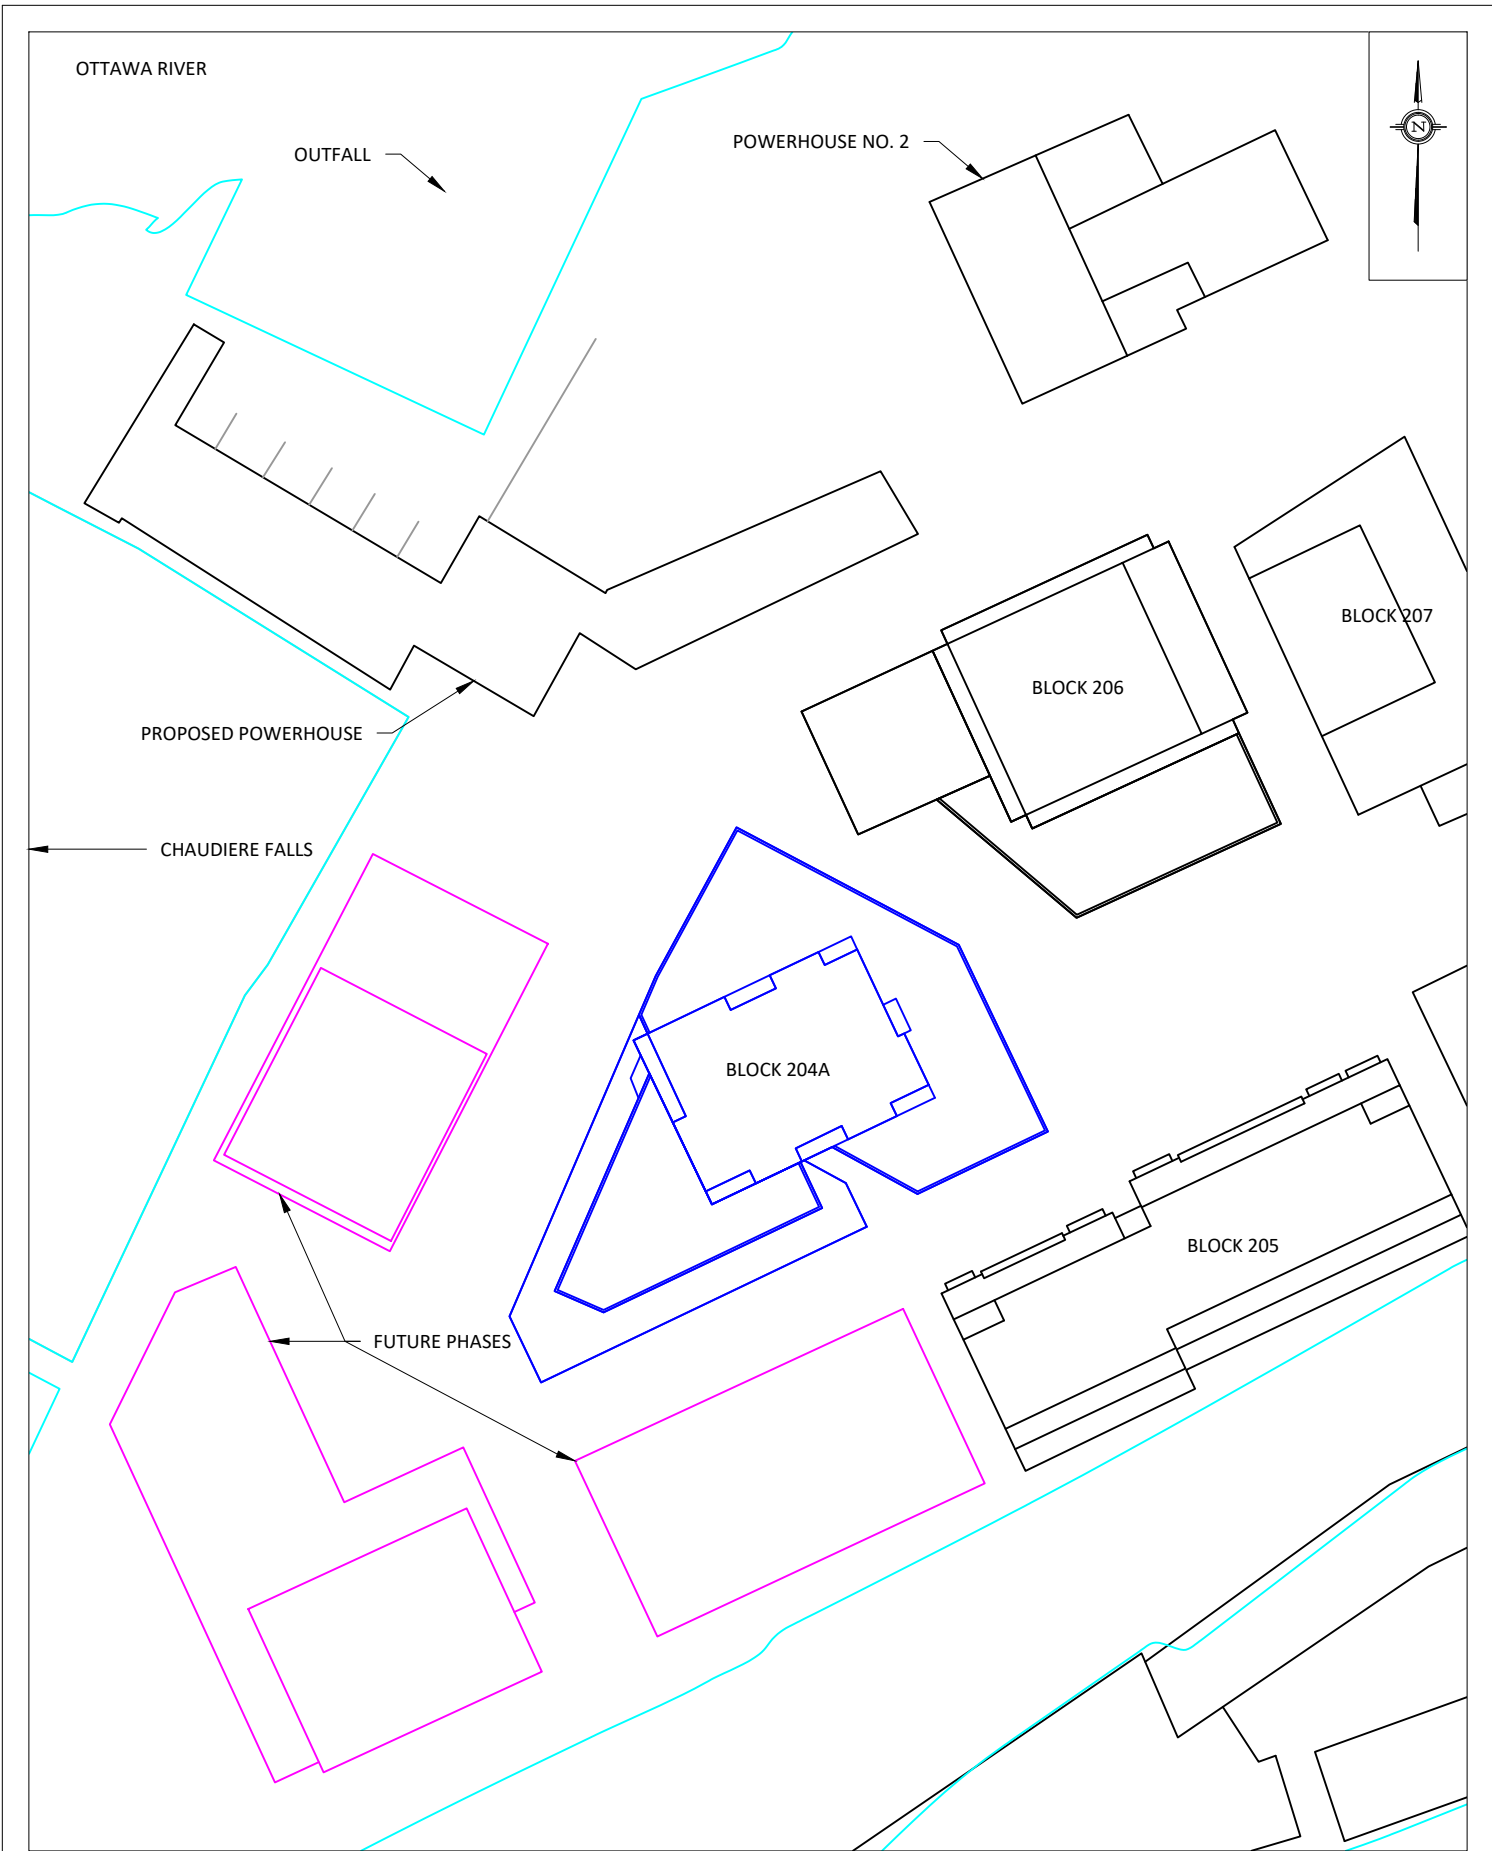 OTTAWA RIVER
OUTFALL
POWERHOUSE NO. 2
N
BLOCK 207
BLOCK 206
PROPOSED POWERHOUSE
CHAUDIERE FALLS
BLOCK 204A
BLOCK 205
FUTURE PHASES